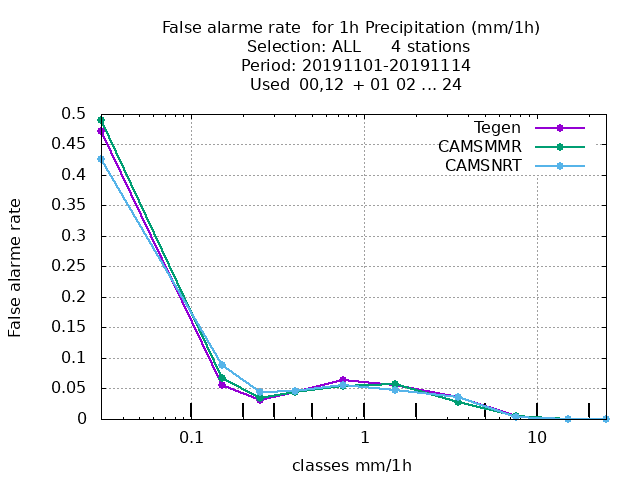 False alarme rate  for 1h Precipitation (mm/1h)
Selection: ALL      4 stations
Period: 20191101-20191114
Used  00,12  + 01 02 ... 24
Tegen
CAMSMMR
CAMSNRT
0.5
0.45
0.4
0.35
0.3
0.25
0.2
0.15
0.1
0.05
0
False alarme rate
0.1 1 10
classes mm/1h